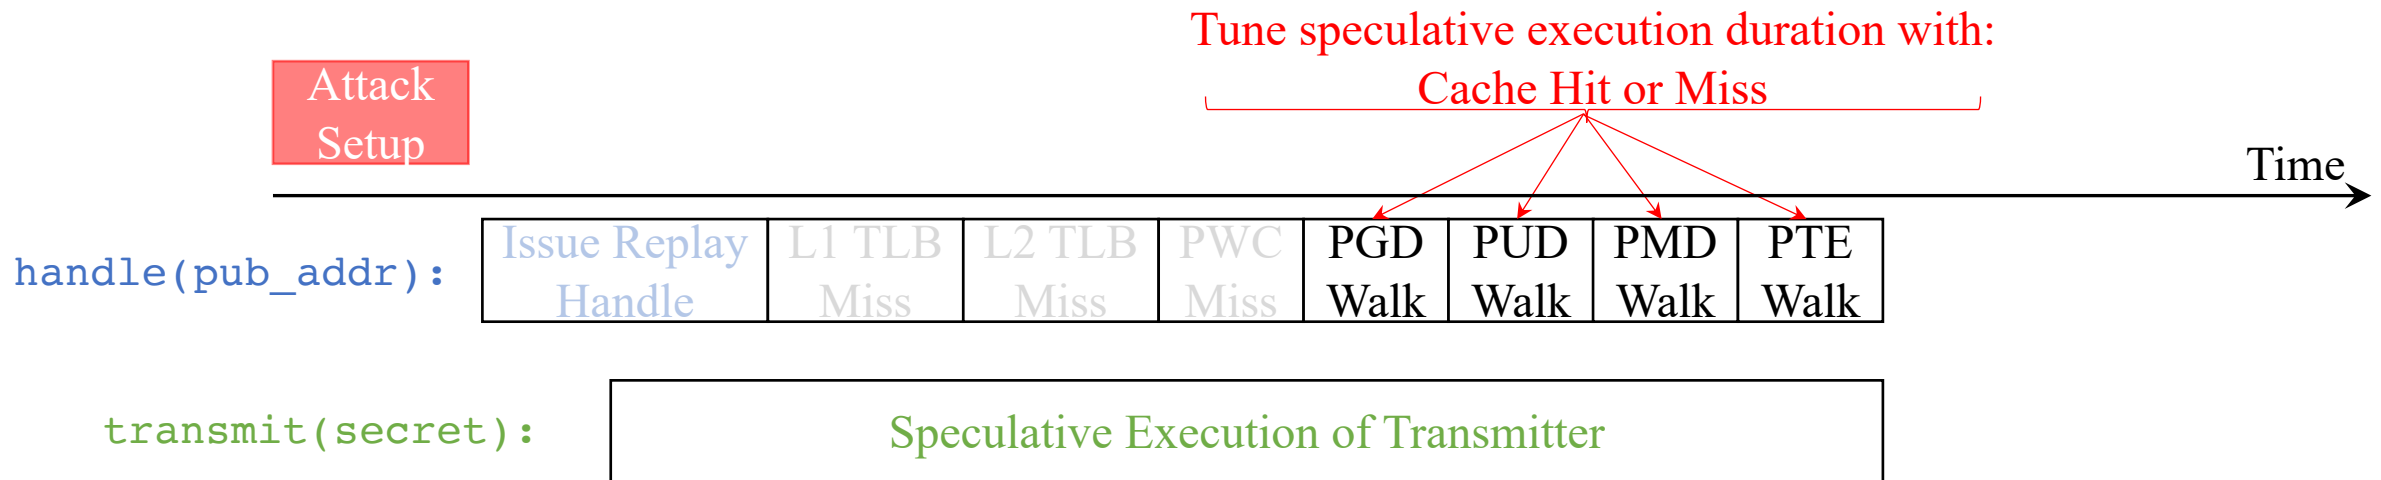 Tune speculative execution duration with:
Cache Hit or Miss
Attack
Setup
Time
handle(pub_addr):
Issue Replay
Handle
L1 TLB
Miss
L2 TLB
Miss
PWC
Miss
PGD
Walk
PUD
Walk
PMD
Walk
PTE
Walk
transmit(secret):
Speculative Execution of Transmitter